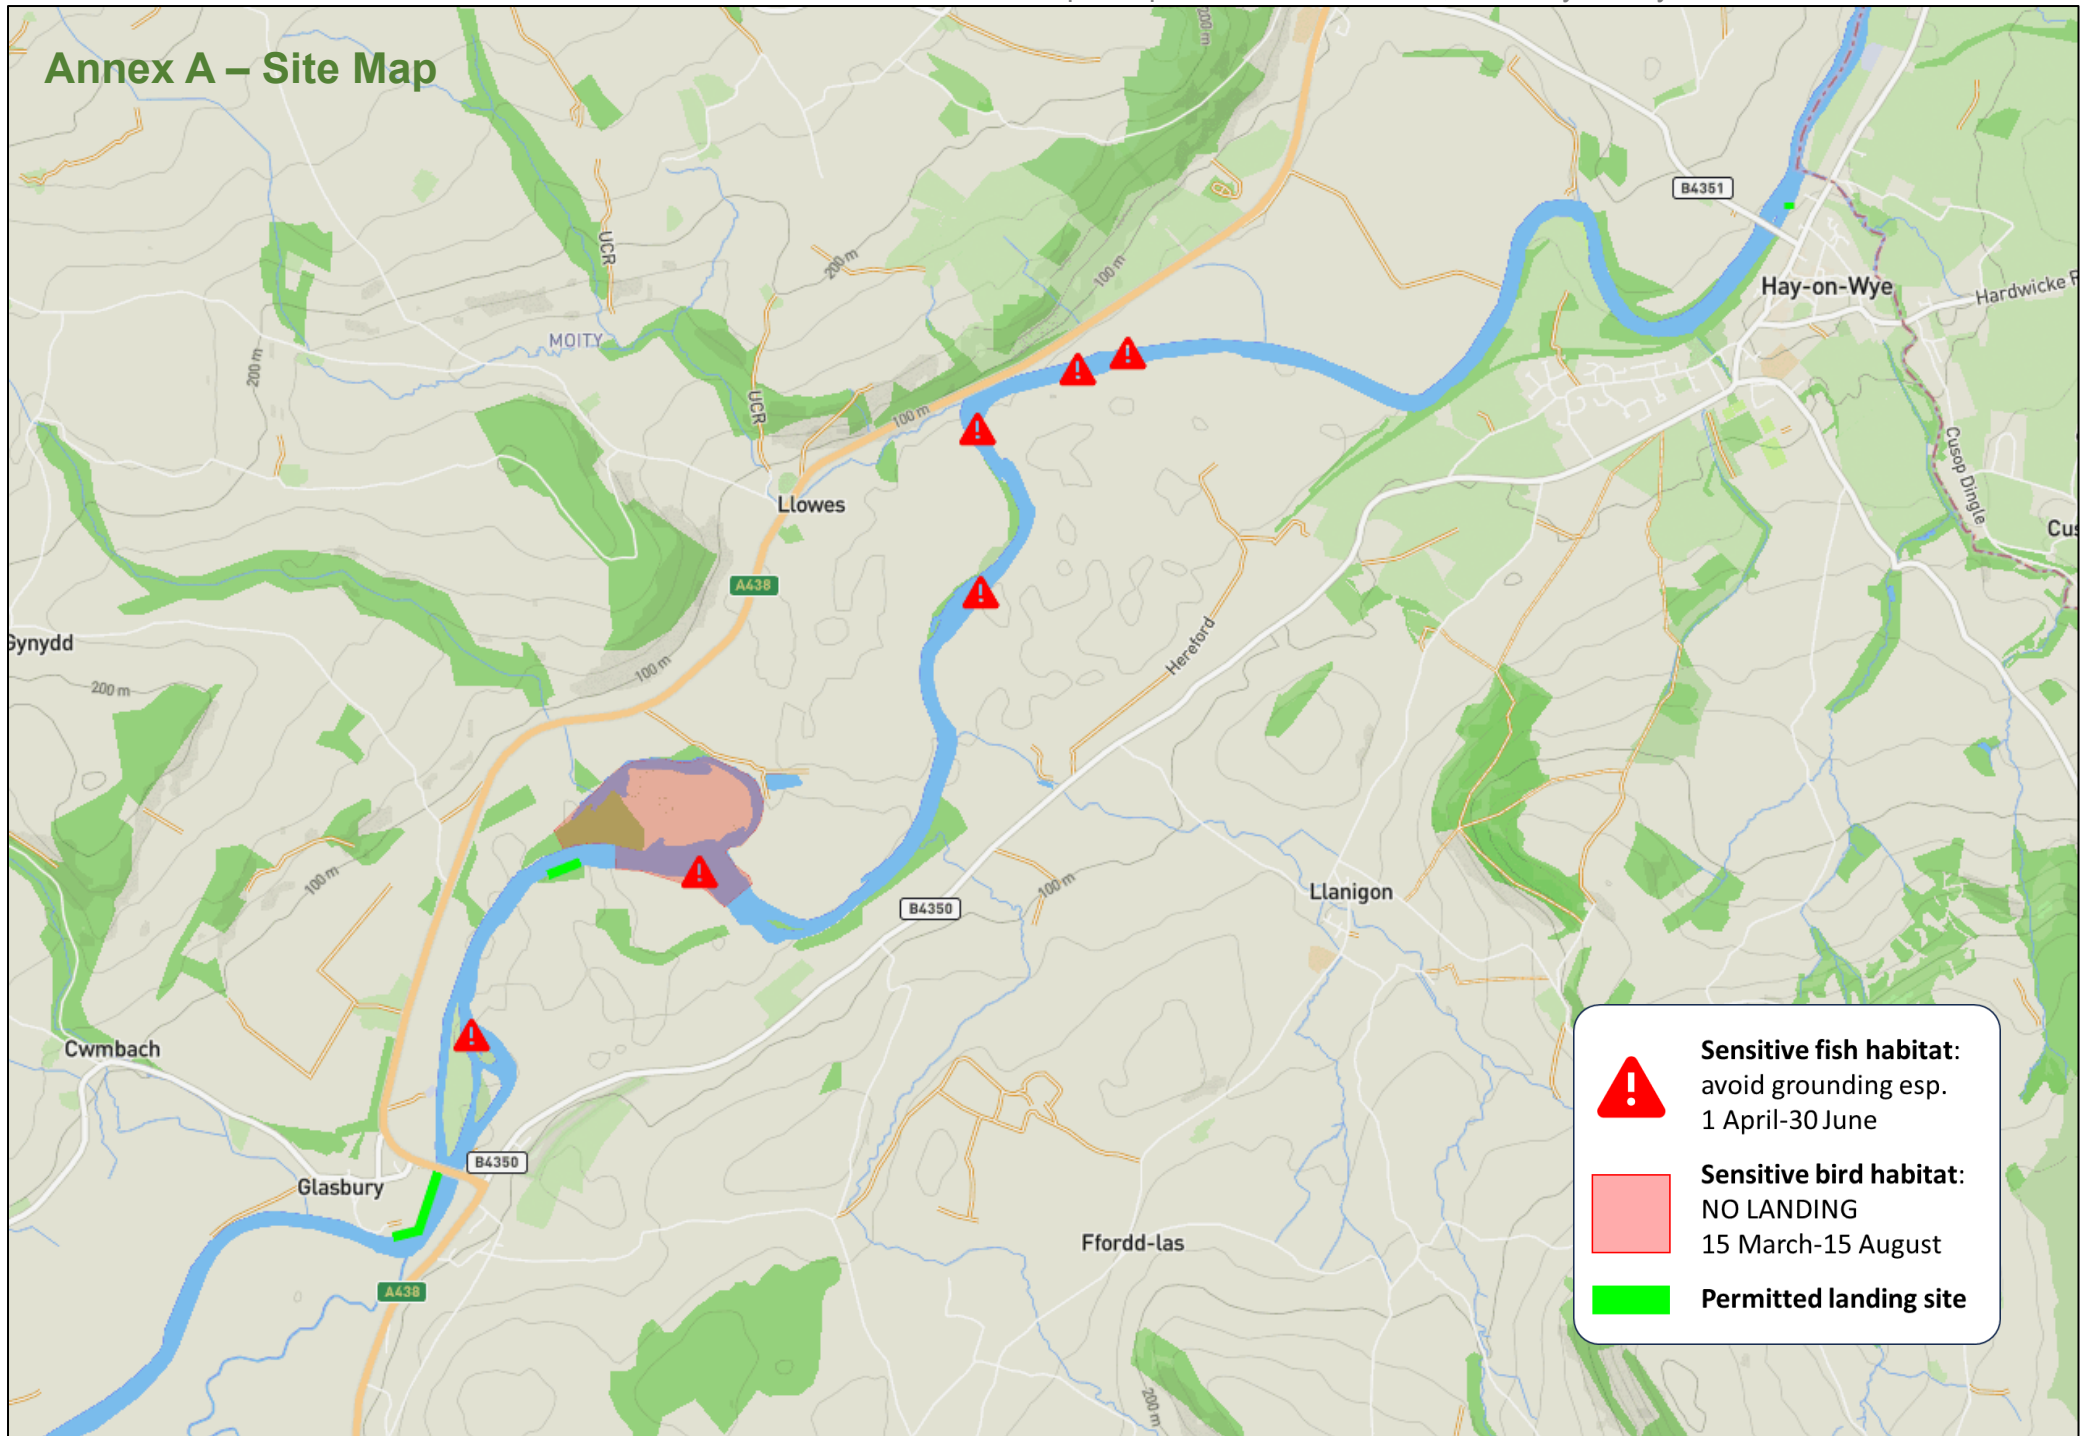 Annex A – Site Map
200 m
B4351
UCR
200 m
100 m
Hay-on-Wye
Hardwicke
MOITY
200 m
UCR
100 m
Llowes
Cusop Dingle
A438
Gynydd
Hereford
100 m
200 m
100 m
100 m
Llanigon
B4350
Cwmbach
B4350
Glasbury
Ffordd-las
A438
200 m
Sensitive fish habitat:
avoid grounding esp.
1 April-30 June
Sensitive bird habitat:
NO LANDING
15 March-15 August
Permitted landing site